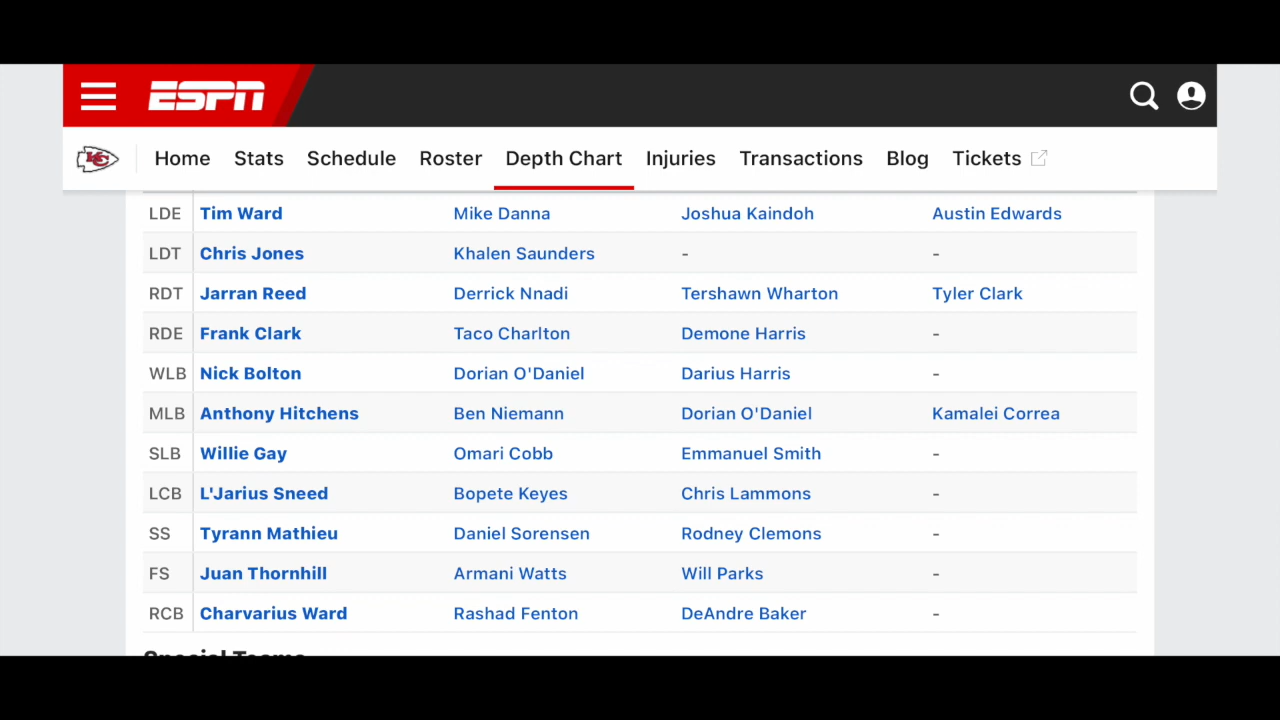 ESPN
KC
Home Stats Schedule Roster Depth Chart Injuries Transactions Blog Tickets
LDE Tim Ward Mike Danna Joshua Kaindoh Austin Edwards
LDT Chris Jones Khalen Saunders - -
RDT Jarran Reed Derrick Nnadi Tershawn Wharton Tyler Clark
RDE Frank Clark Taco Charlton Demone Harris -
WLB Nick Bolton Dorian O'Daniel Darius Harris -
MLB Anthony Hitchens Ben Niemann Dorian O'Daniel Kamalei Correa
SLB Willie Gay Omari Cobb Emmanuel Smith -
LCB L'Jarius Sneed Bopete Keyes Chris Lammons -
SS Tyrann Mathieu Daniel Sorensen Rodney Clemons -
FS Juan Thornhill Armani Watts Will Parks -
RCB Charvarius Ward Rashad Fenton DeAndre Baker -
Special Teams